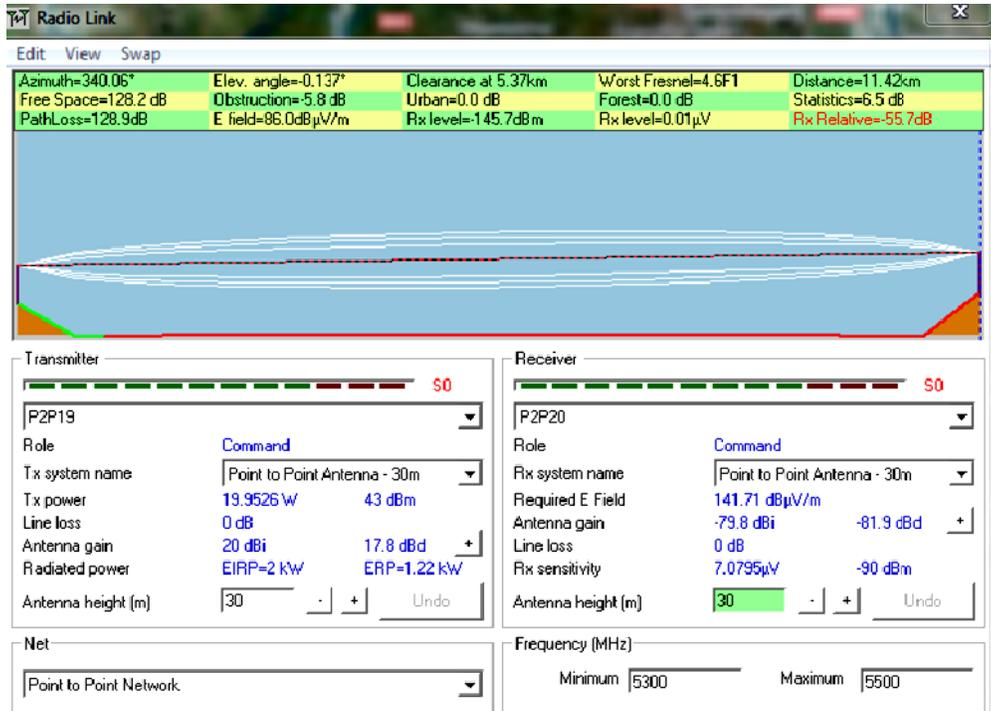 Radio Link
Edit View Swap
Azimuth=340.06° Elev. angle=-0.137° Clearance at 5.37km Worst Fresnel=4.6F1 Distance=11.42km
Free Space=128.2 dB Obstruction=-5.8 dB Urban=0.0 dB Forest=0.0 dB Statistics=6.5 dB
PathLoss=128.9dB E field=86.0dBμV/m Rx level=-145.7dBm Rx level=0.01μV Rx Relative=-55.7dB
Transmitter
S0
P2P19
Role Command
Tx system name Point to Point Antenna - 30m
Tx power 19.9526 W 43 dBm
Line loss 0 dB
Antenna gain 20 dBi 17.8 dBd +
Radiated power EIRP=2 kW ERP=1.22 kW
Antenna height (m) 30 - + Undo
Net
Point to Point Network
Receiver
S0
P2P20
Role Command
Rx system name Point to Point Antenna - 30m
Required E Field 141.71 dBμV/m
Antenna gain -79.8 dBi -81.9 dBd +
Line loss 0 dB
Rx sensitivity 7.0795μV -90 dBm
Antenna height (m) 30 - + Undo
Frequency (MHz)
Minimum 5300 Maximum 5500